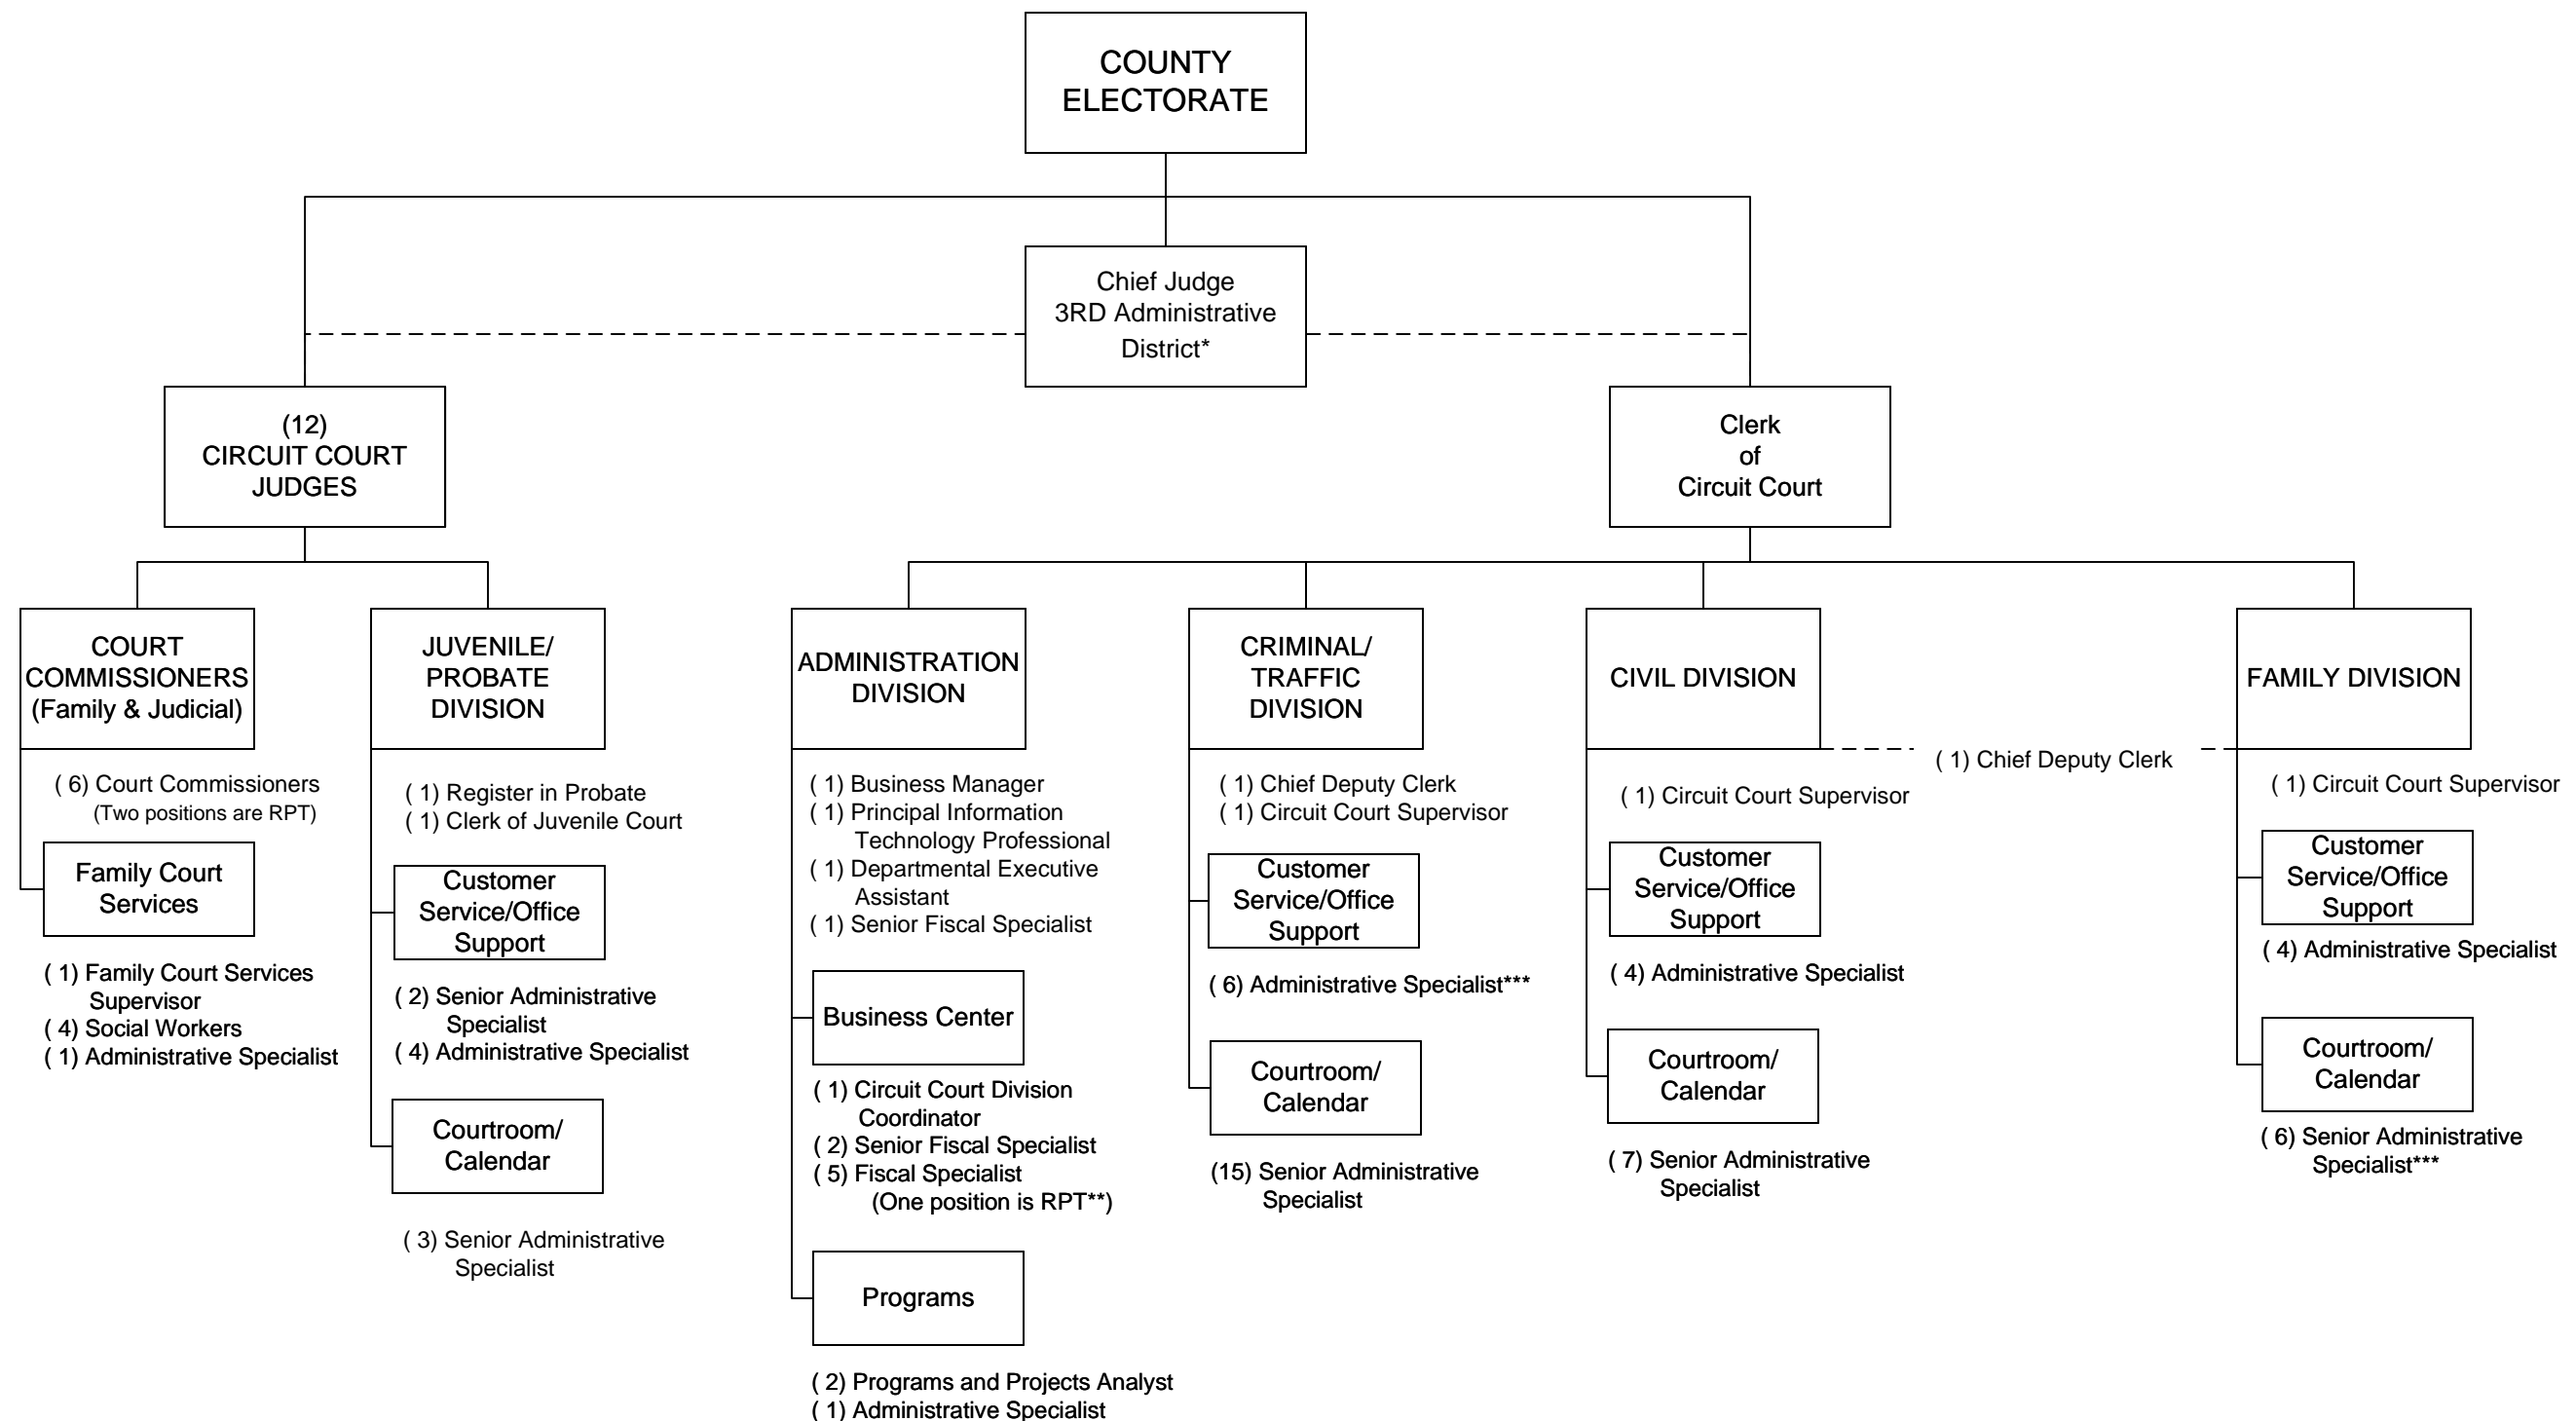 COUNTY
ELECTORATE
Chief Judge
3RD Administrative
District*
(12)
CIRCUIT COURT
JUDGES
Clerk
of
Circuit Court
COURT
COMMISSIONERS
(Family & Judicial)
( 6) Court Commissioners
(Two positions are RPT)
Family Court
Services
( 1) Family Court Services
Supervisor
( 4) Social Workers
( 1) Administrative Specialist
JUVENILE/
PROBATE
DIVISION
( 1) Register in Probate
( 1) Clerk of Juvenile Court
Customer
Service/Office
Support
( 2) Senior Administrative
Specialist
( 4) Administrative Specialist
Courtroom/
Calendar
( 3) Senior Administrative
Specialist
ADMINISTRATION
DIVISION
( 1) Business Manager
( 1) Principal Information
Technology Professional
( 1) Departmental Executive
Assistant
( 1) Senior Fiscal Specialist
Business Center
( 1) Circuit Court Division
Coordinator
( 2) Senior Fiscal Specialist
( 5) Fiscal Specialist
(One position is RPT**)
Programs
( 2) Programs and Projects Analyst
( 1) Administrative Specialist
CRIMINAL/
TRAFFIC
DIVISION
( 1) Chief Deputy Clerk
( 1) Circuit Court Supervisor
Customer
Service/Office
Support
( 6) Administrative Specialist***
Courtroom/
Calendar
(15) Senior Administrative
Specialist
CIVIL DIVISION
( 1) Chief Deputy Clerk
( 1) Circuit Court Supervisor
Customer
Service/Office
Support
( 4) Administrative Specialist
Courtroom/
Calendar
( 7) Senior Administrative
Specialist
FAMILY DIVISION
( 1) Circuit Court Supervisor
Customer
Service/Office
Support
( 4) Administrative Specialist
Courtroom/
Calendar
( 6) Senior Administrative
Specialist***